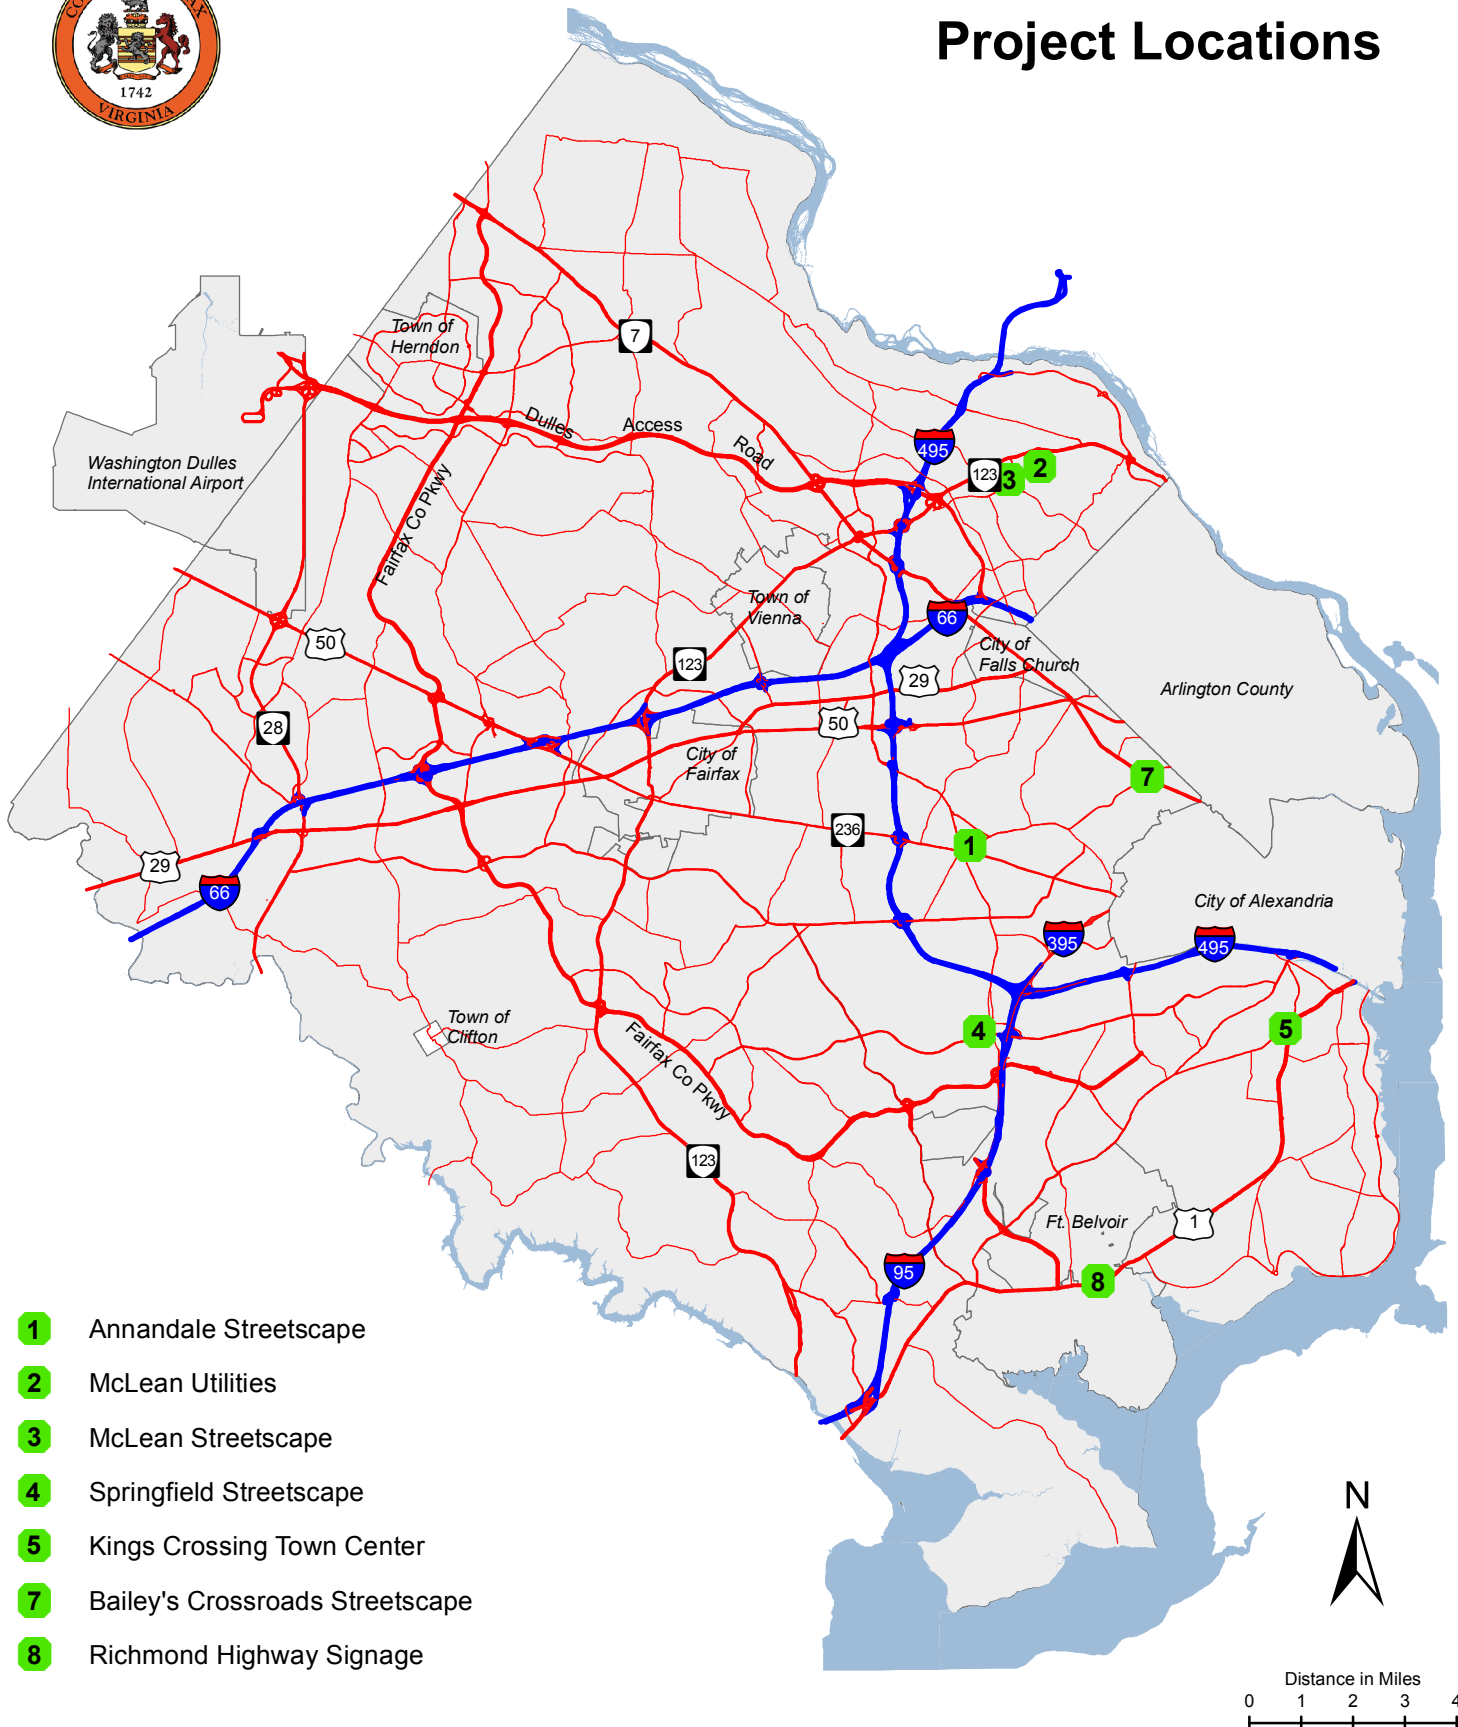 1742
VIRGINIA
Project Locations
Town of
Herndon
7
Dulles
Access
Road
495
123
3
2
Washington Dulles
International Airport
Fairfax Co Pkwy
Town of
Vienna
66
50
City of
Falls Church
123
29
Arlington County
28
50
City of
Fairfax
7
236
1
29
66
City of Alexandria
395
495
Town of
Clifton
4
5
Fairfax Co Pkwy
123
Ft. Belvoir
1
95
8
1 Annandale Streetscape
2 McLean Utilities
3 McLean Streetscape
4 Springfield Streetscape
5 Kings Crossing Town Center
7 Bailey's Crossroads Streetscape
8 Richmond Highway Signage
N
Distance in Miles
0 1 2 3 4